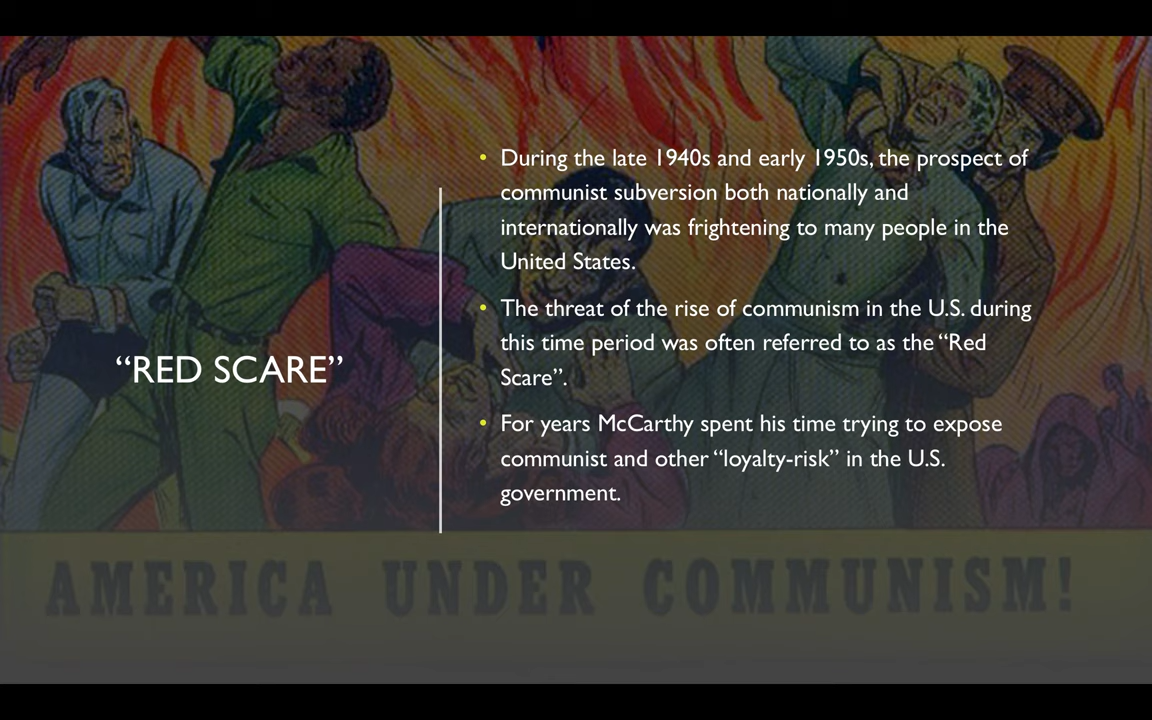 “RED SCARE”
• During the late 1940s and early 1950s, the prospect of
communist subversion both nationally and
internationally was frightening to many people in the
United States.
• The threat of the rise of communism in the U.S. during
this time period was often referred to as the “Red
Scare”.
• For years McCarthy spent his time trying to expose
communist and other “loyalty-risk” in the U.S.
government.
AMERICA UNDER COMMUNISM!